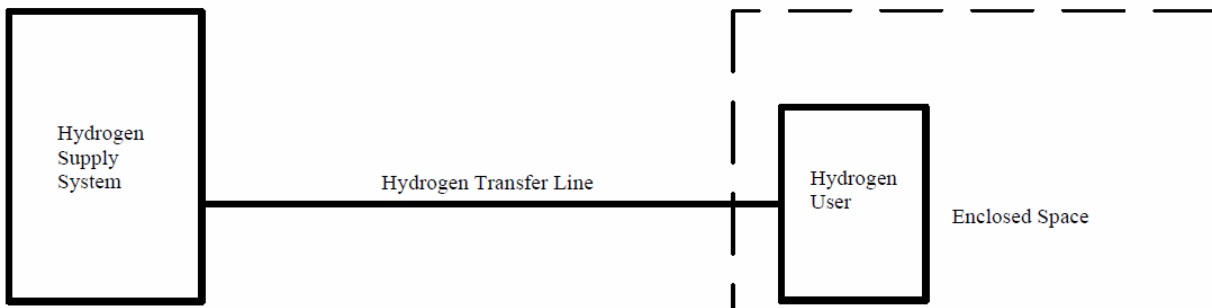 Hydrogen
Supply
System
Hydrogen Transfer Line
Hydrogen
User
Enclosed Space